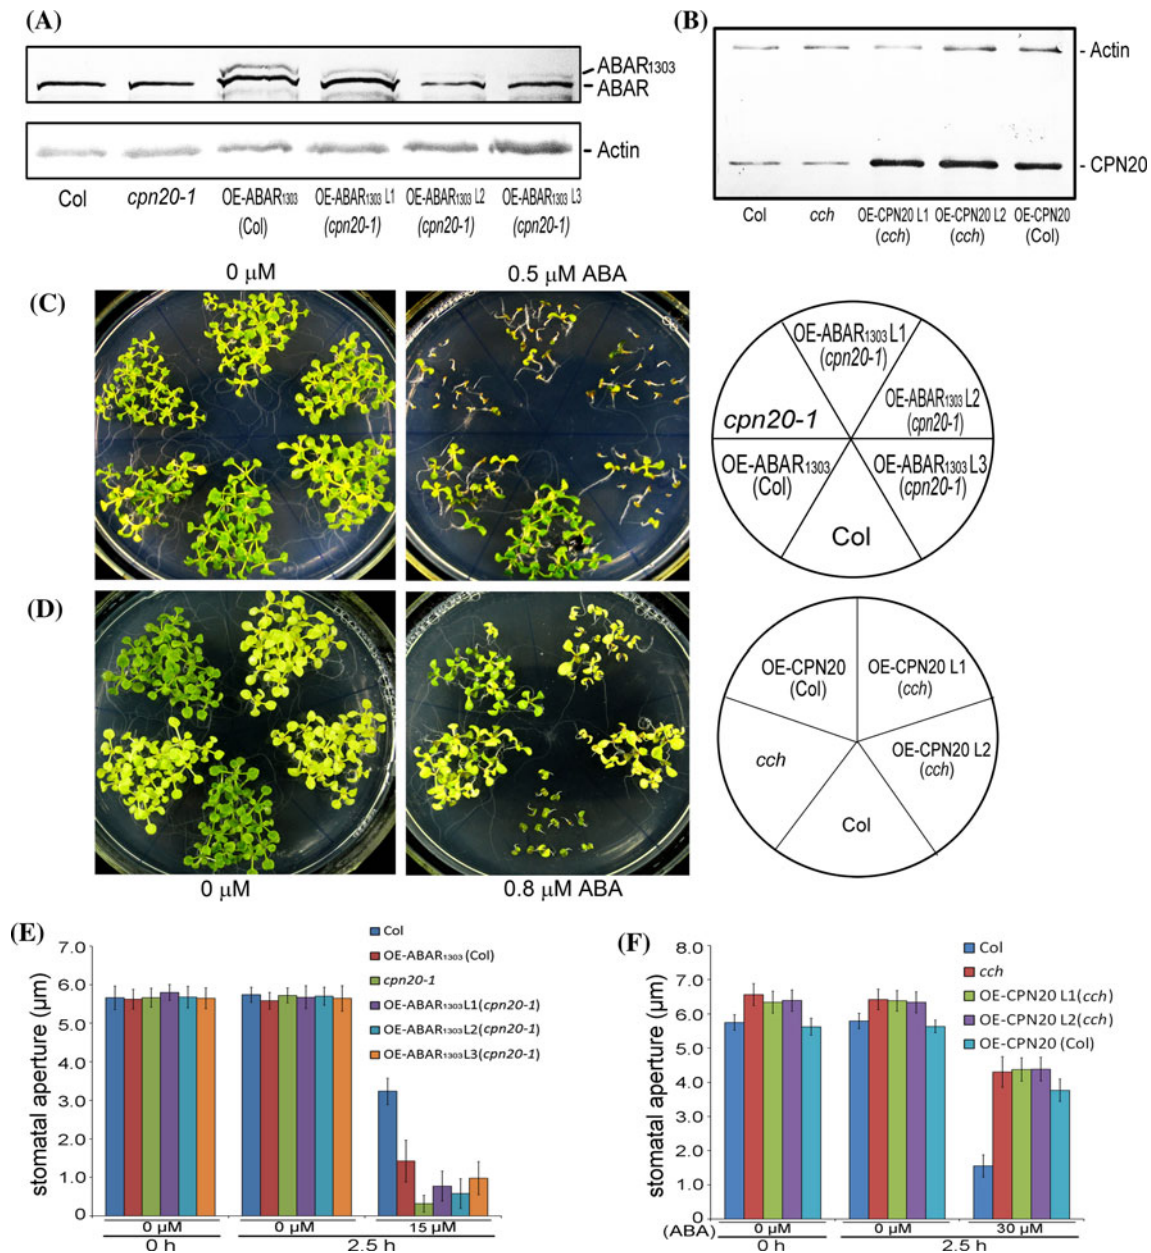 (A)
ABAR1303
ABAR
Actin
Col
cpn20-1
OE-ABAR1303
(Col)
OE-ABAR1303 L1
(cpn20-1)
OE-ABAR1303 L2
(cpn20-1)
OE-ABAR1303 L3
(cpn20-1)
(B)
Actin
CPN20
Col
cch
OE-CPN20 L1
(cch)
OE-CPN20 L2
(cch)
OE-CPN20
(Col)
(C)
0 μM
0.5 μM ABA
OE-ABAR1303 L1
(cpn20-1)
OE-ABAR1303 L2
(cpn20-1)
cpn20-1
OE-ABAR1303
(Col)
OE-ABAR1303 L3
(cpn20-1)
Col
(D)
0 μM
0.8 μM ABA
OE-CPN20
(Col)
OE-CPN20 L1
(cch)
cch
OE-CPN20 L2
(cch)
Col
(E)
stomatal aperture (μm)
7.0
6.0
5.0
4.0
3.0
2.0
1.0
0
Col
OE-ABAR1303 (Col)
cpn20-1
OE-ABAR1303L1(cpn20-1)
OE-ABAR1303L2(cpn20-1)
OE-ABAR1303L3(cpn20-1)
0 μM
0 μM
15 μM
0 h
2.5 h
(F)
stomatal aperture (μm)
8.0
7.0
6.0
5.0
4.0
3.0
2.0
1.0
0
Col
cch
OE-CPN20 L1(cch)
OE-CPN20 L2(cch)
OE-CPN20 (Col)
(ABA)
0 μM
0 μM
30 μM
0 h
2.5 h